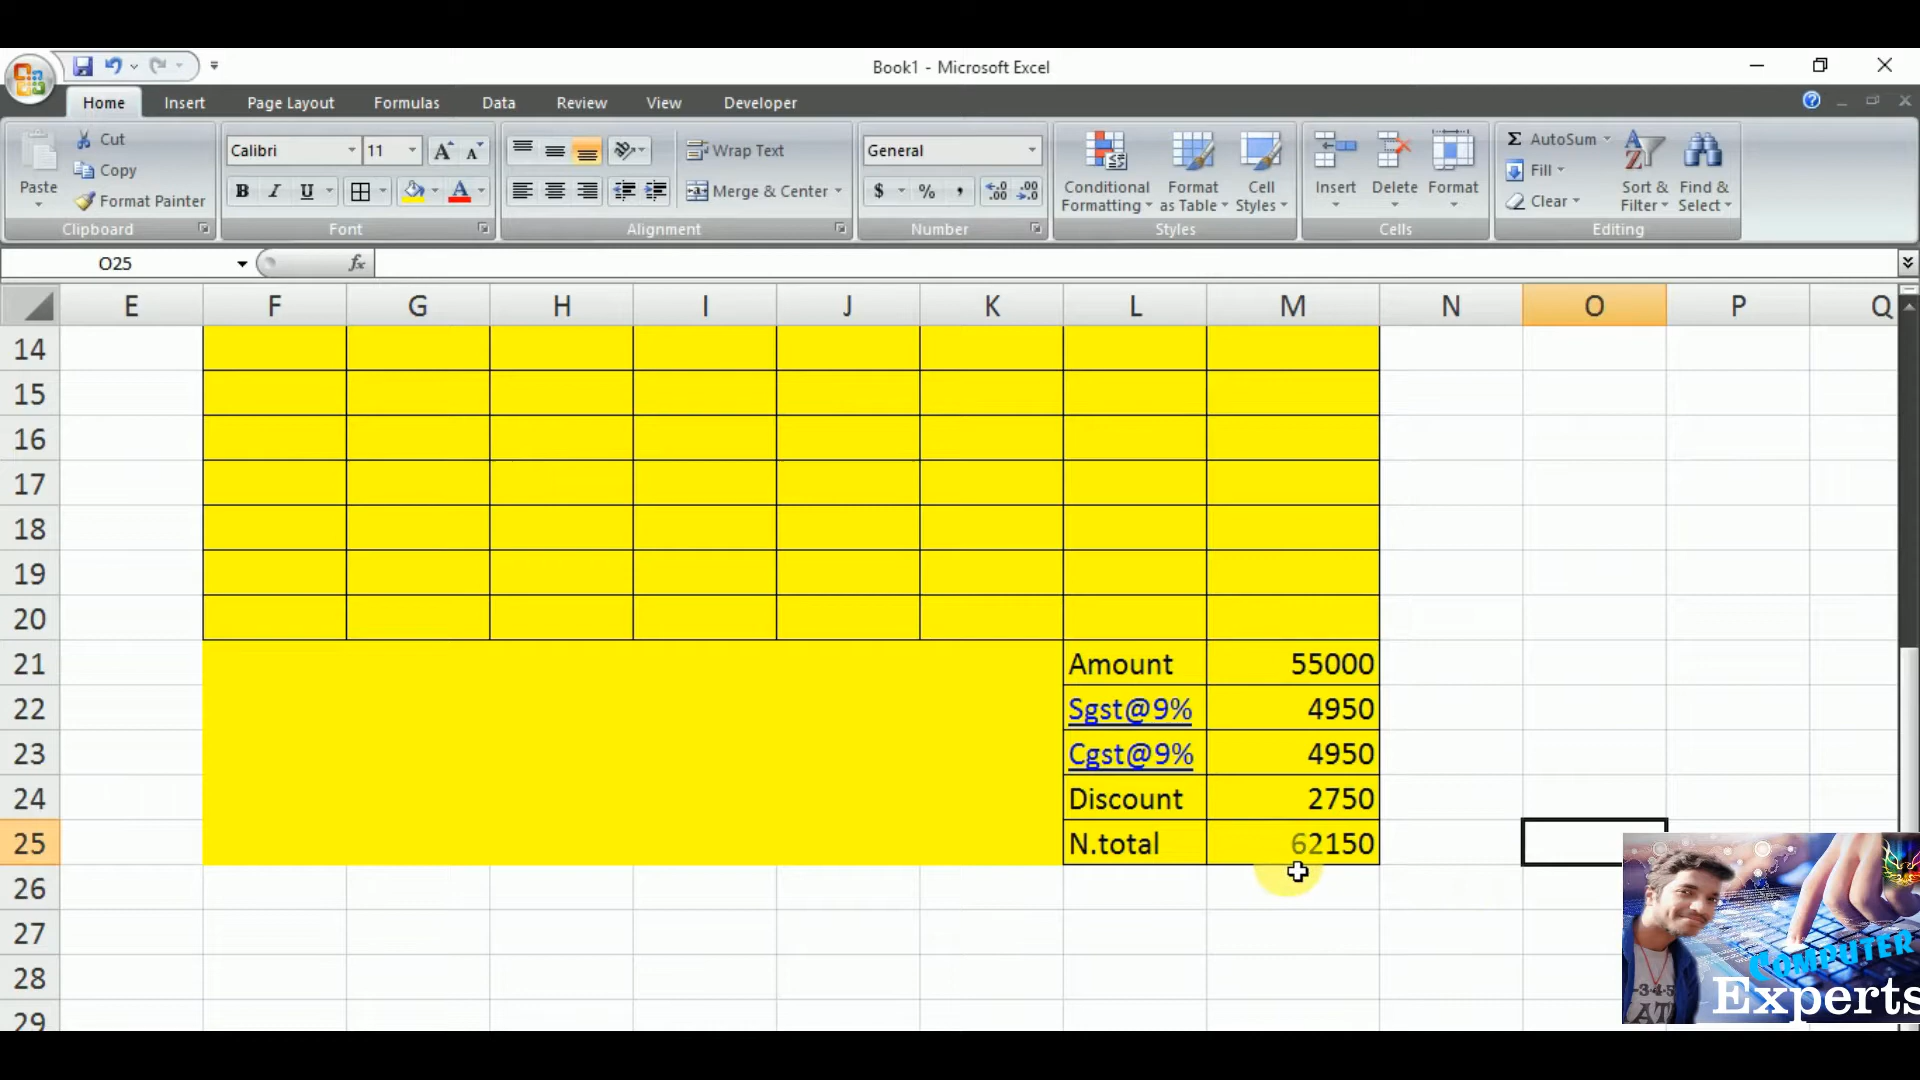 Book1 - Microsoft Excel
Home Insert Page Layout Formulas Data Review View Developer
Paste
Cut
Copy
Format Painter
Clipboard
Calibri 11
B I U
Font
Wrap Text
Merge & Center
Alignment
General
$ % , .00 .0
Number
Conditional Formatting
Format as Table
Cell Styles
Styles
Insert Delete Format
Cells
Σ AutoSum
Fill
Clear
Sort & Filter
Find & Select
Editing
O25 fx
E F G H I J K L M N O P Q
14
15
16
17
18
19
20
21 Amount 55000
22 Sgst@9% 4950
23 Cgst@9% 4950
24 Discount 2750
25 N.total 62150
26
27
28
29
COMPUTER
Experts